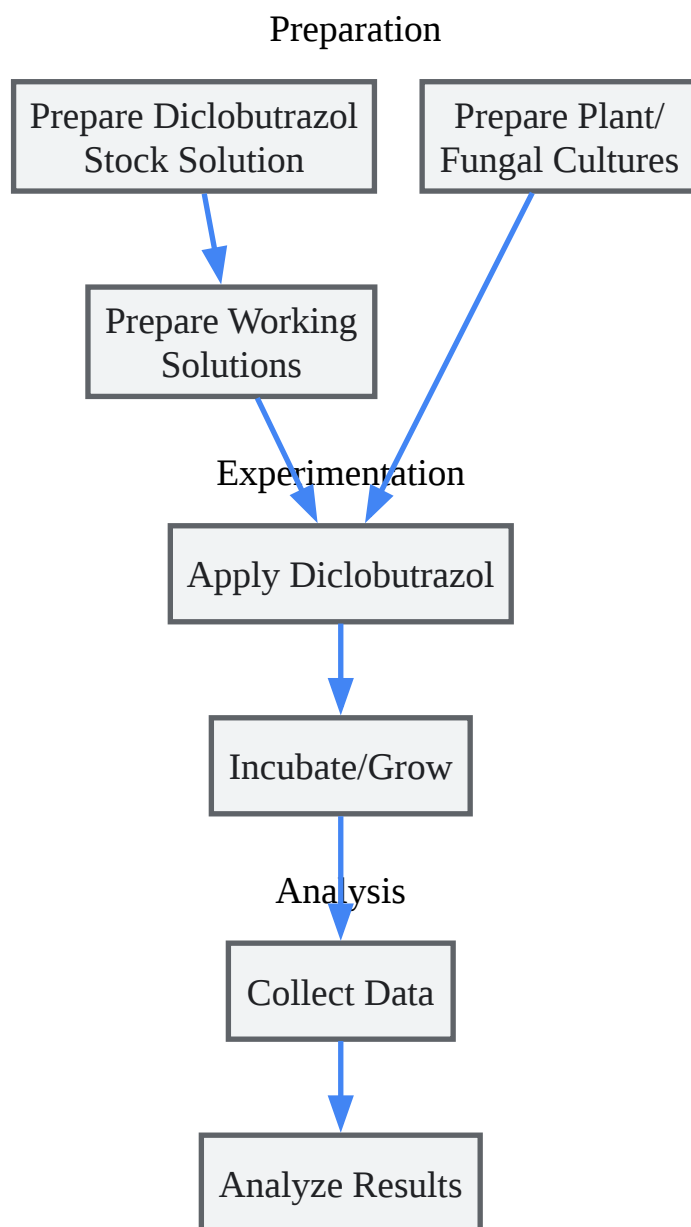 Preparation
Prepare Diclobutrazol
Stock Solution
Prepare Plant/
Fungal Cultures
Prepare Working
Solutions
Experimentation
Apply Diclobutrazol
Incubate/Grow
Analysis
Collect Data
Analyze Results